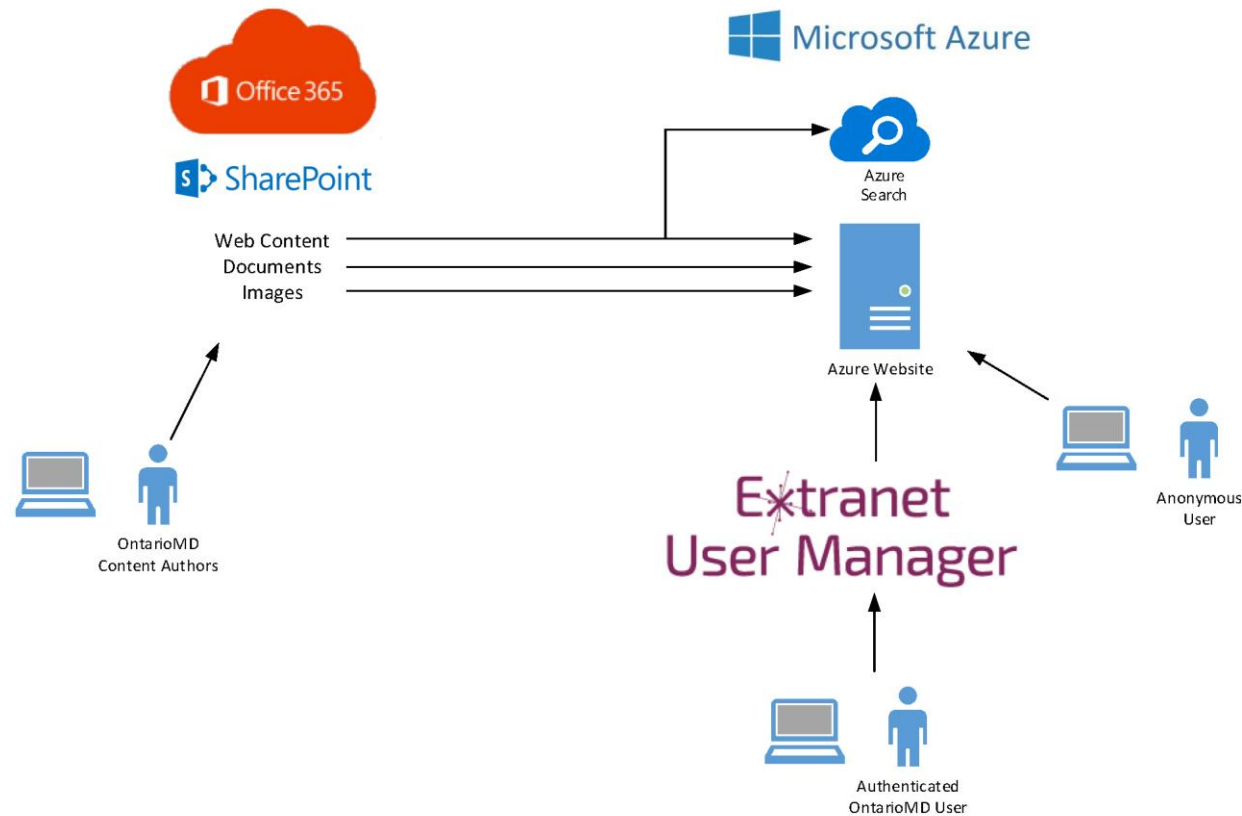 Office 365
Microsoft Azure
S
SharePoint
Azure
Search
Web Content
Documents
Images
Azure Website
OntarioMD
Content Authors
Extranet
User Manager
Anonymous
User
Authenticated
OntarioMD User